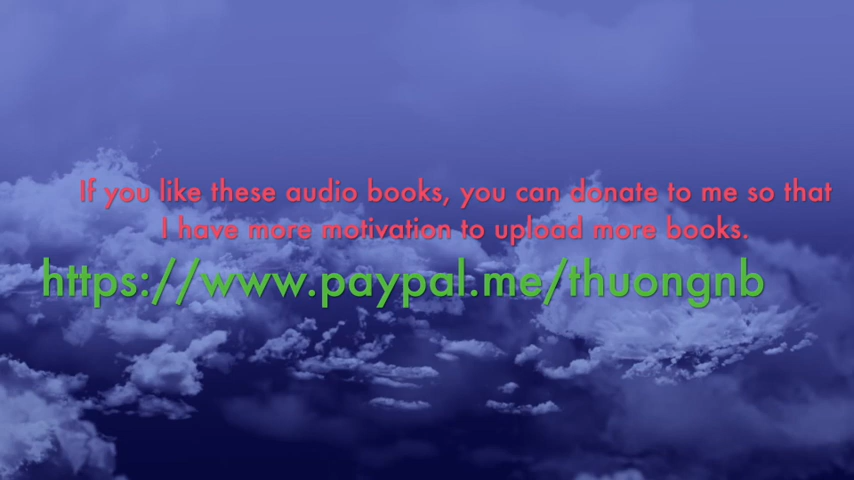 If you like these audio books, you can donate to me so that
I have more motivation to upload more books.
https://www.paypal.me/thuongnb